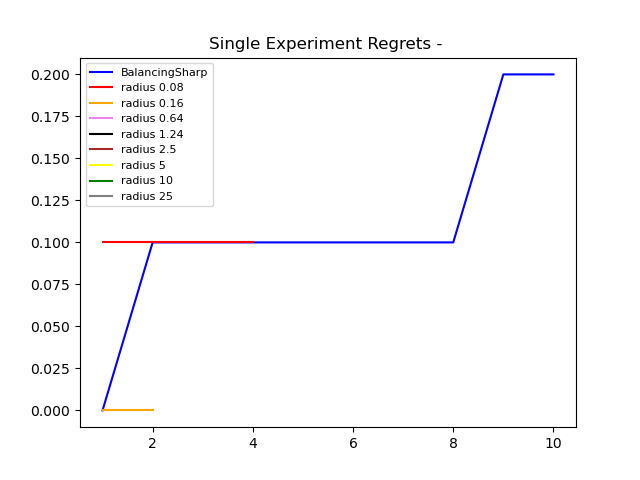 Single Experiment Regrets -
BalancingSharp
radius 0.08
radius 0.16
radius 0.64
radius 1.24
radius 2.5
radius 5
radius 10
radius 25
0.200
0.175
0.150
0.125
0.100
0.075
0.050
0.025
0.000
2 4 6 8 10